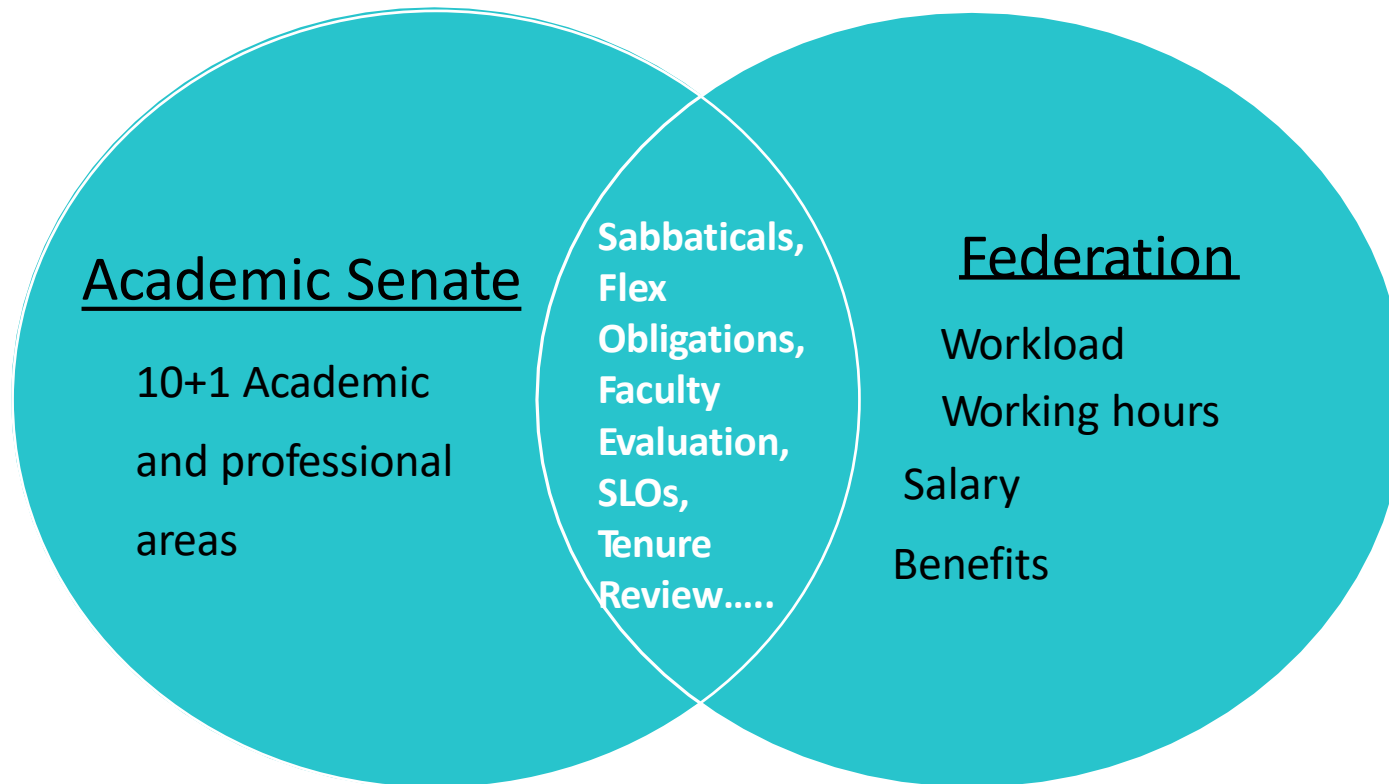 Academic Senate
10+1 Academic
and professional
areas
Sabbaticals,
Flex
Obligations,
Faculty
Evaluation,
SLOs,
Tenure
Review.....
Federation
Workload
Working hours
Salary
Benefits